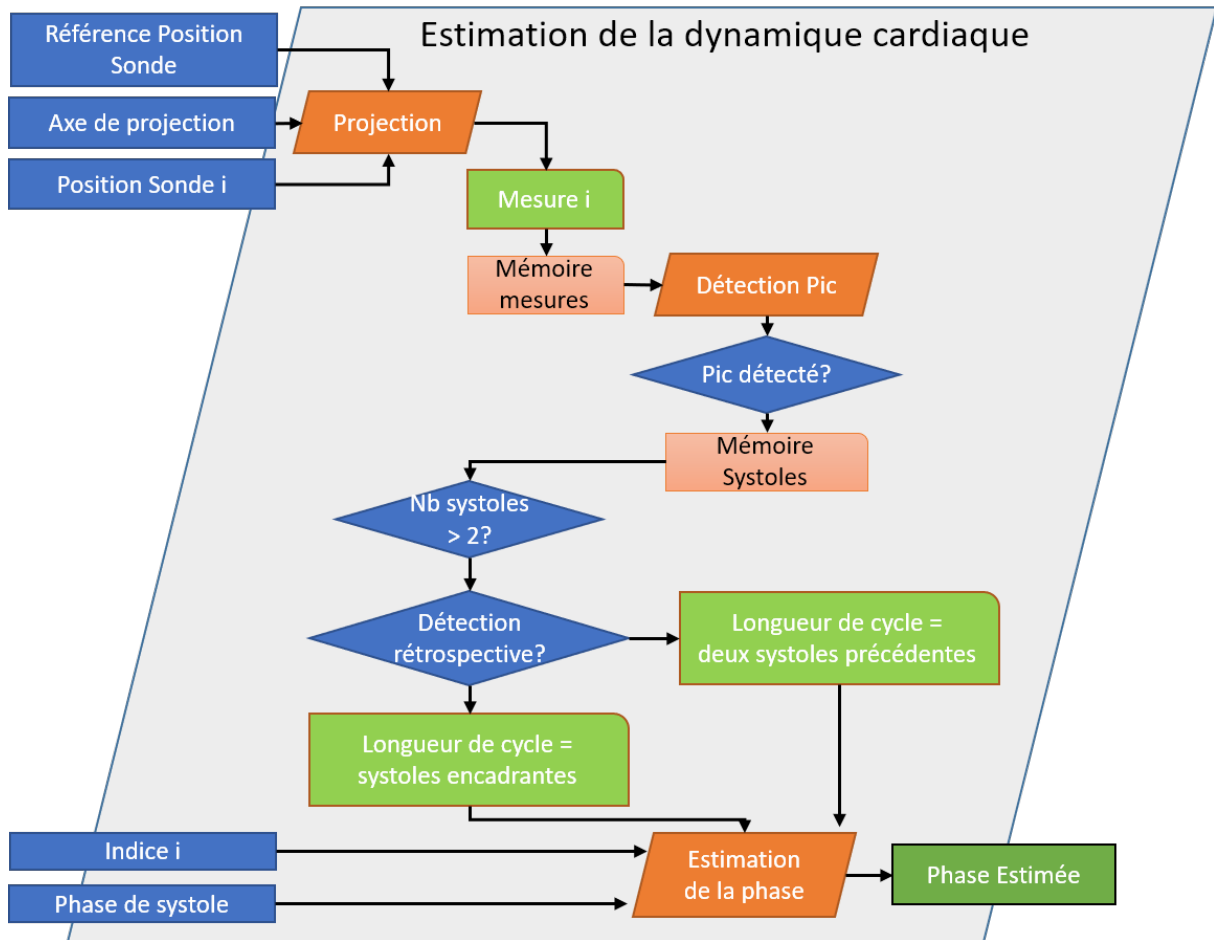 Estimation de la dynamique cardiaque
Référence Position
Sonde
Axe de projection
Position Sonde i
Projection
Mesure i
Mémoire
mesures
Détection Pic
Pic détecté?
Mémoire
Systoles
Nb systoles
> 2?
Détection
rétrospective?
Longueur de cycle =
deux systoles précédentes
Longueur de cycle =
systoles encadrantes
Indice i
Phase de systole
Estimation
de la phase
Phase Estimée